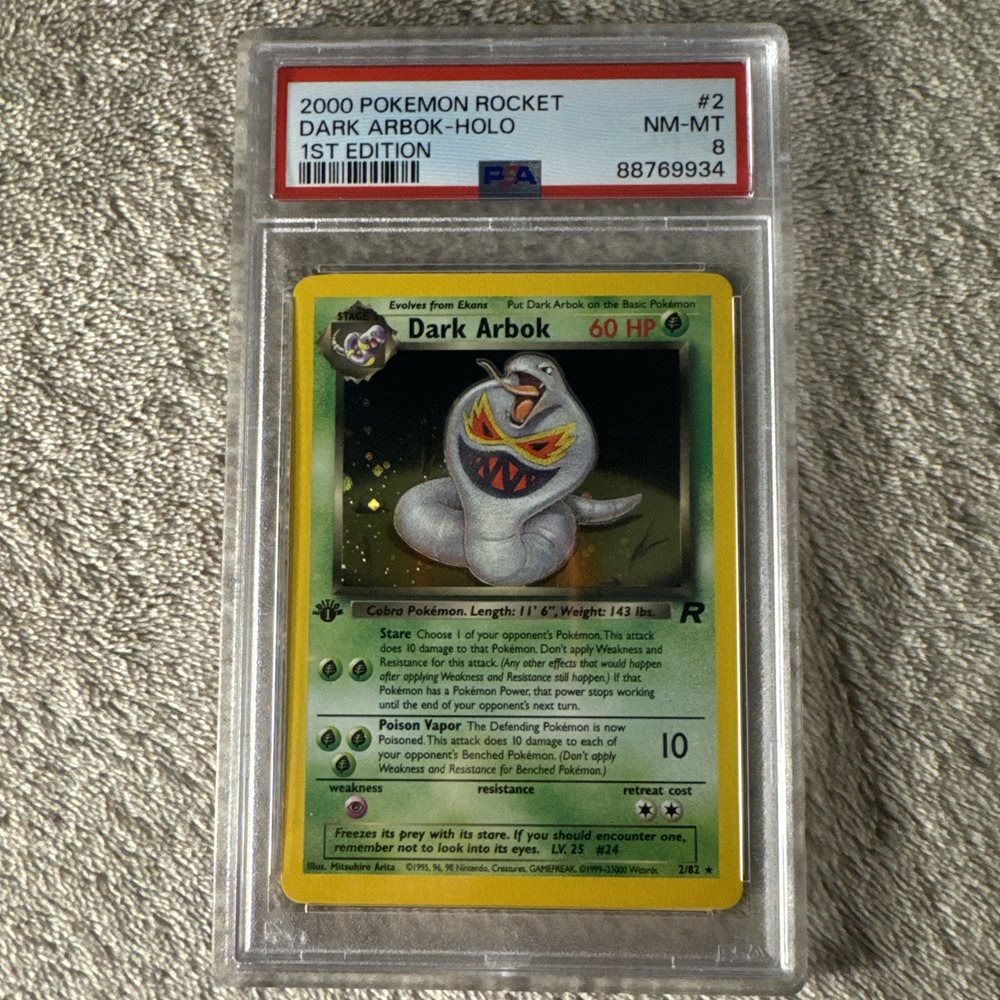 2000 POKEMON ROCKET #2
DARK ARBOK-HOLO NM-MT
1ST EDITION 8
PSA 88769934
Evolves from Ekans Put Dark Arbok on the Basic Pokémon
STAGE
Dark Arbok 60 HP
EDITION 1
Cobra Pokémon. Length: 11' 6", Weight: 143 lbs. R
Stare Choose 1 of your opponent's Pokémon. This attack
does 10 damage to that Pokémon. Don't apply Weakness and
Resistance for this attack. (Any other effects that would happen
after applying Weakness and Resistance still happen.) If that
Pokémon has a Pokémon Power, that power stops working
until the end of your opponent's next turn.
Poison Vapor The Defending Pokémon is now
Poisoned. This attack does 10 damage to each of 10
your opponent's Benched Pokémon. (Don't apply
Weakness and Resistance for Benched Pokémon.)
weakness resistance retreat cost
Freezes its prey with its stare. If you should encounter one,
remember not to look into its eyes. LV. 25 #24
Illus. Mitsuhiro Arita ©1995, 96, 98 Nintendo, Creatures, GAMEFREAK. ©1999-23000 Wizards. 2/82 ★